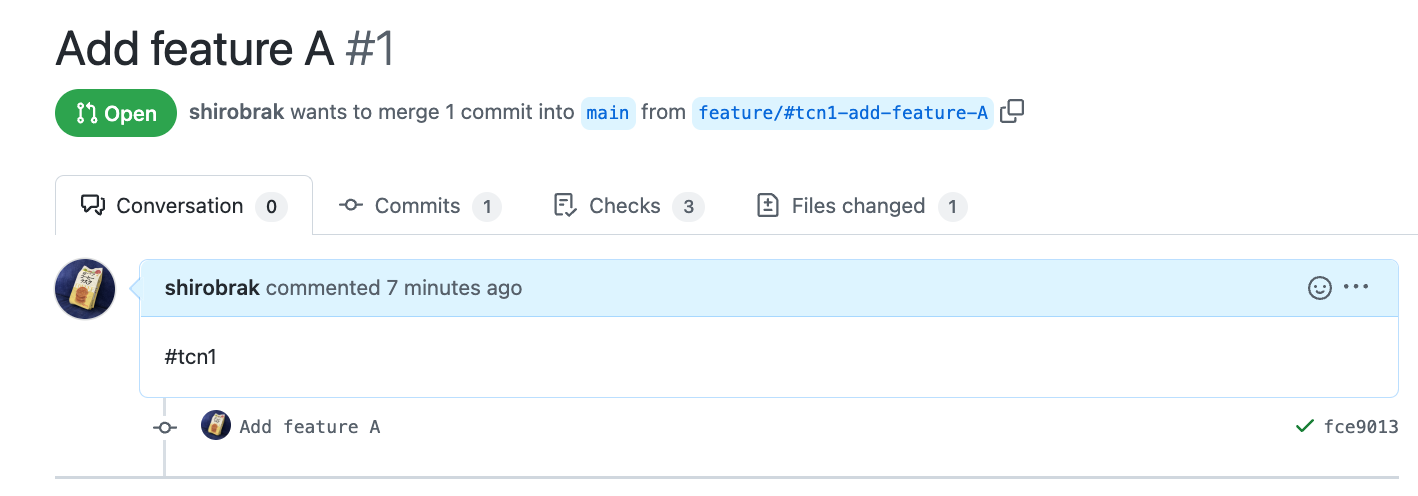 Add feature A #1
Open shirobrak wants to merge 1 commit into main from feature/#tcn1-add-feature-A
Conversation 0 Commits 1 Checks 3 Files changed 1
shirobrak commented 7 minutes ago
#tcn1
Add feature A fce9013